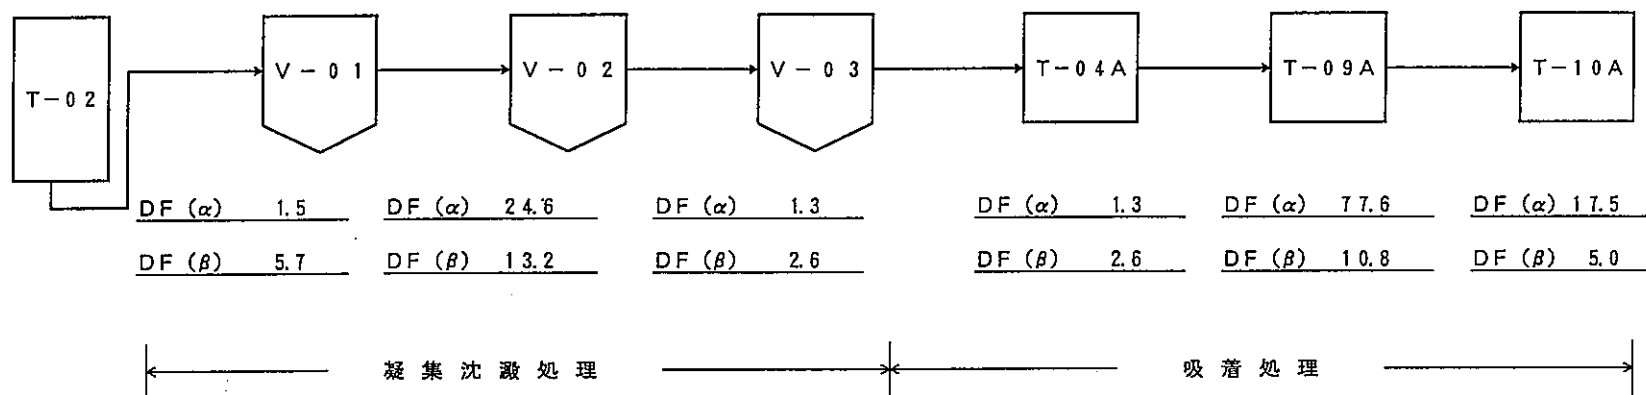 T-02
V-01
V-02
V-03
T-04A
T-09A
T-10A
DF (α) 1.5
DF (α) 24.6
DF (α) 1.3
DF (α) 1.3
DF (α) 77.6
DF (α) 17.5
DF (β) 5.7
DF (β) 13.2
DF (β) 2.6
DF (β) 2.6
DF (β) 10.8
DF (β) 5.0
凝集沈澱処理
吸着処理